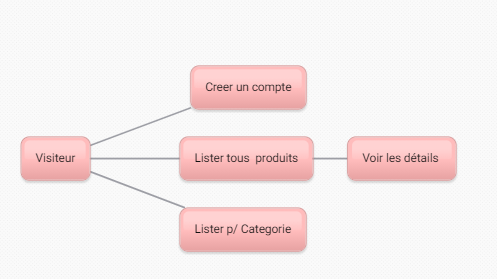 Creer un compte
Visiteur
Lister tous produits
Voir les détails
Lister p/ Categorie